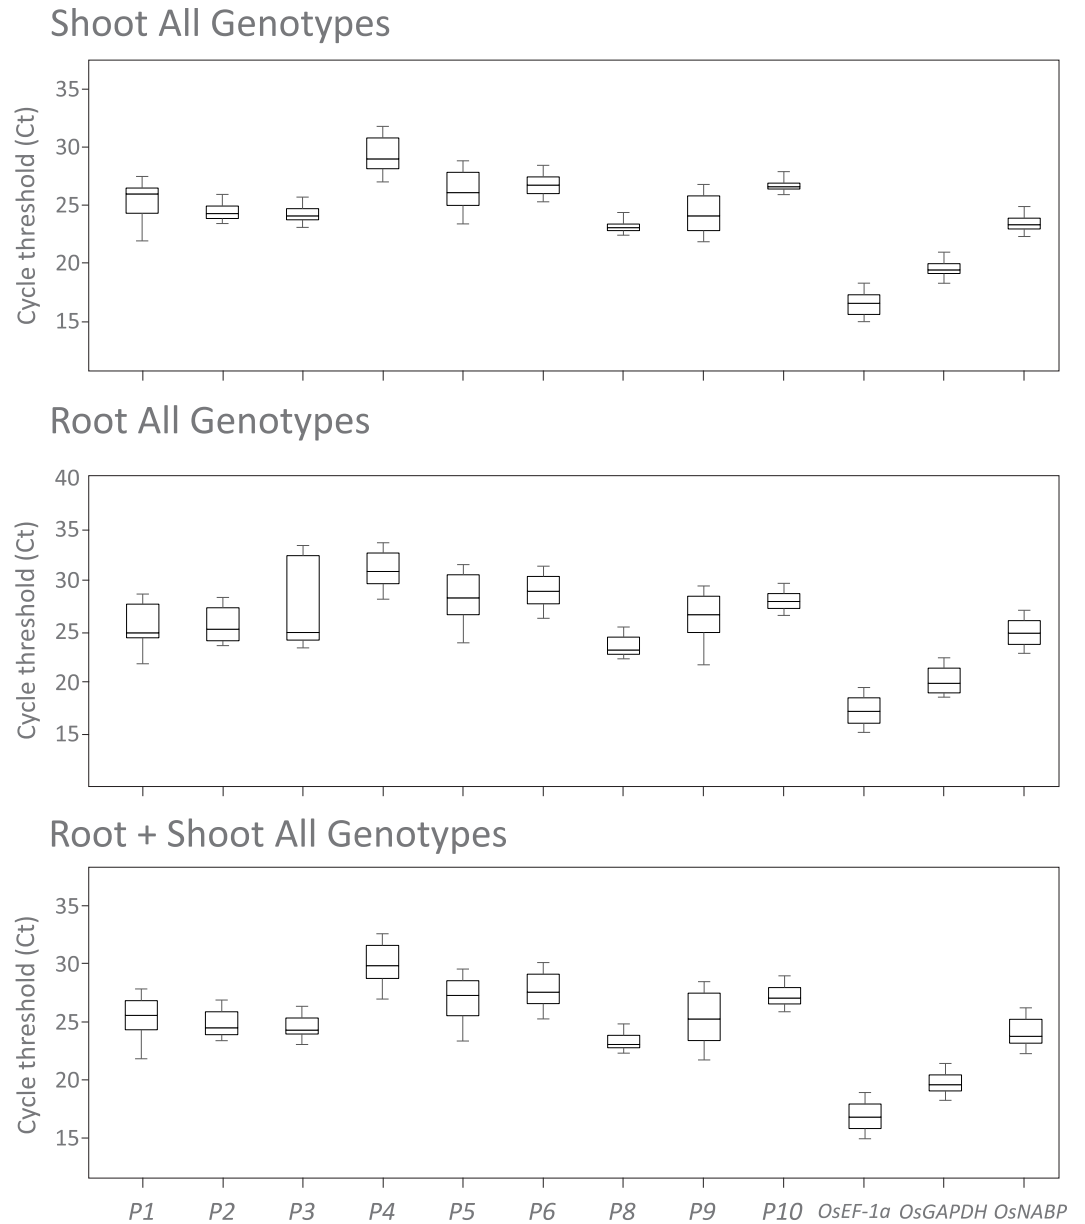 Shoot All Genotypes
Cycle threshold (Ct)
35
30
25
20
15
Root All Genotypes
Cycle threshold (Ct)
40
35
30
25
20
15
Root + Shoot All Genotypes
Cycle threshold (Ct)
35
30
25
20
15
P1 P2 P3 P4 P5 P6 P8 P9 P10 OsEF-1a OsGAPDH OsNABP